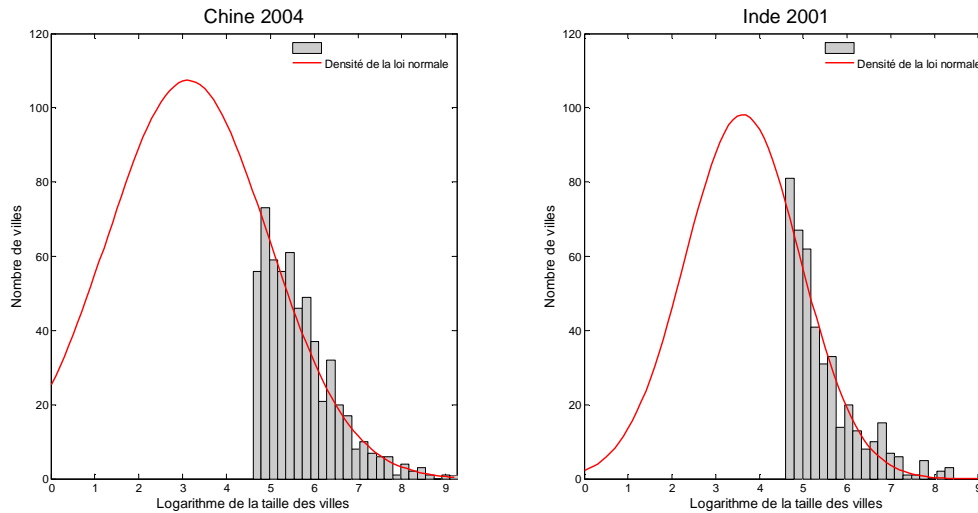 Chine 2004
120
100
80
60
40
20
0
Nombre de villes
Densité de la loi normale
0 1 2 3 4 5 6 7 8 9
Logarithme de la taille des villes
Inde 2001
120
100
80
60
40
20
0
Nombre de villes
Densité de la loi normale
0 1 2 3 4 5 6 7 8 9
Logarithme de la taille des villes